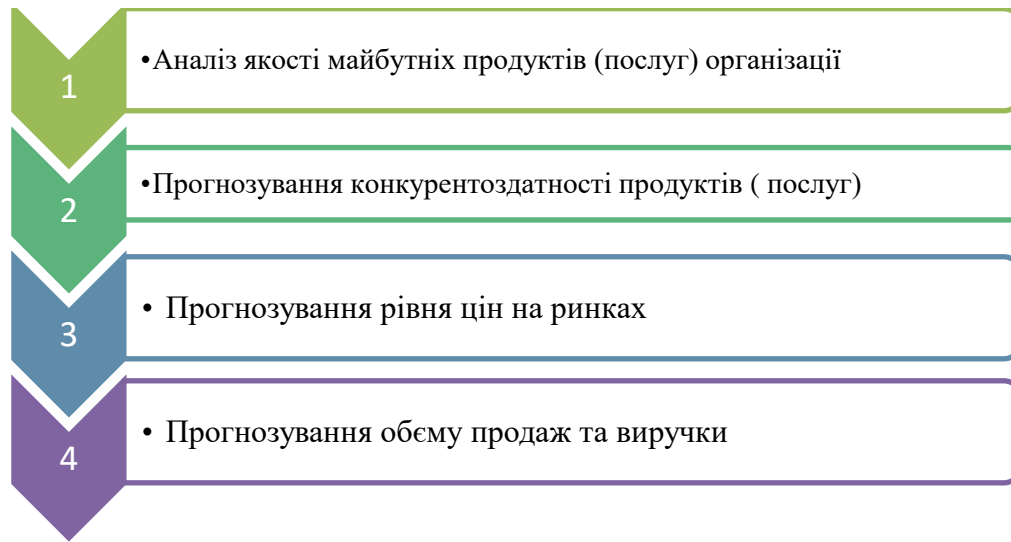 1
•Аналіз якості майбутніх продуктів (послуг) організації
2
•Прогнозування конкурентоздатності продуктів ( послуг)
3
• Прогнозування рівня цін на ринках
4
• Прогнозування обєму продаж та виручки